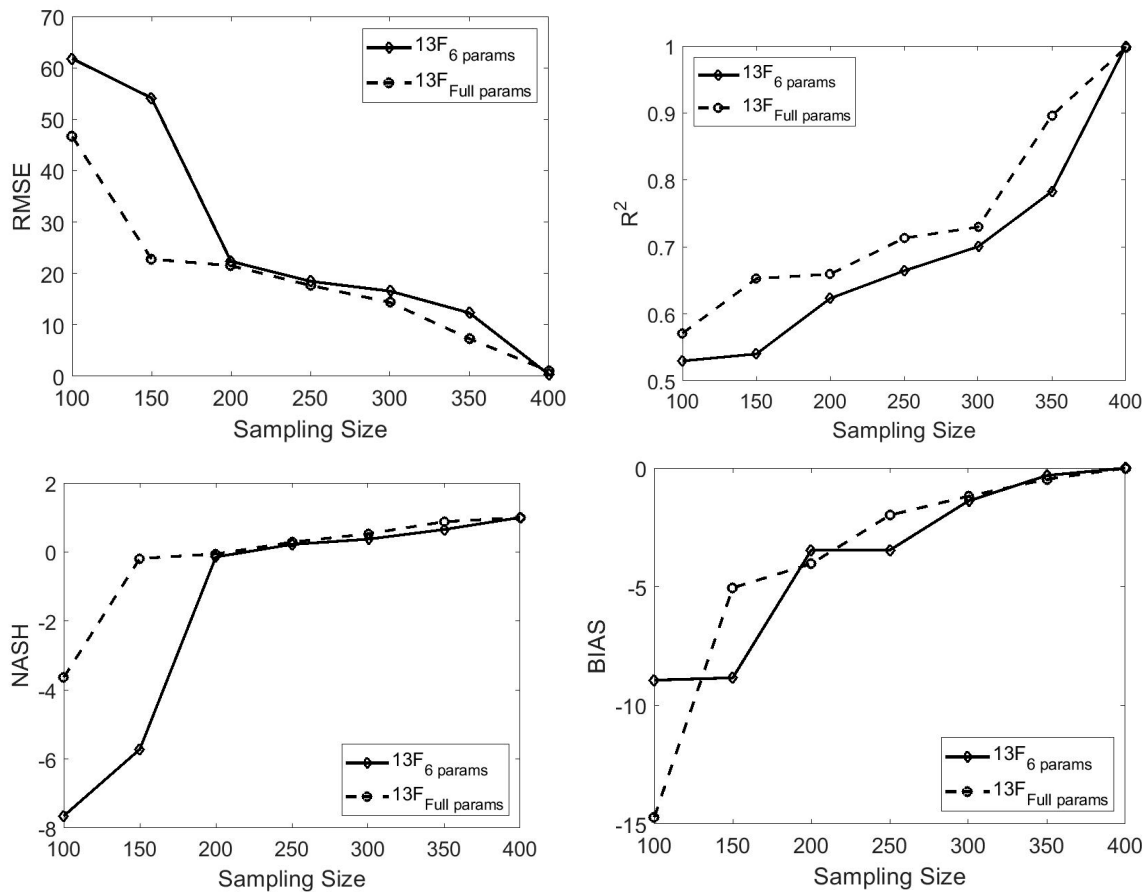 70
60
50
40
30
20
10
0
RMSE
100 150 200 250 300 350 400
Sampling Size
13F6 params
13FFull params
1
0.9
0.8
0.7
0.6
0.5
R2
100 150 200 250 300 350 400
Sampling Size
13F6 params
13FFull params
2
0
-2
-4
-6
-8
NASH
100 150 200 250 300 350 400
Sampling Size
13F6 params
13FFull params
0
-5
-10
-15
BIAS
100 150 200 250 300 350 400
Sampling Size
13F6 params
13FFull params